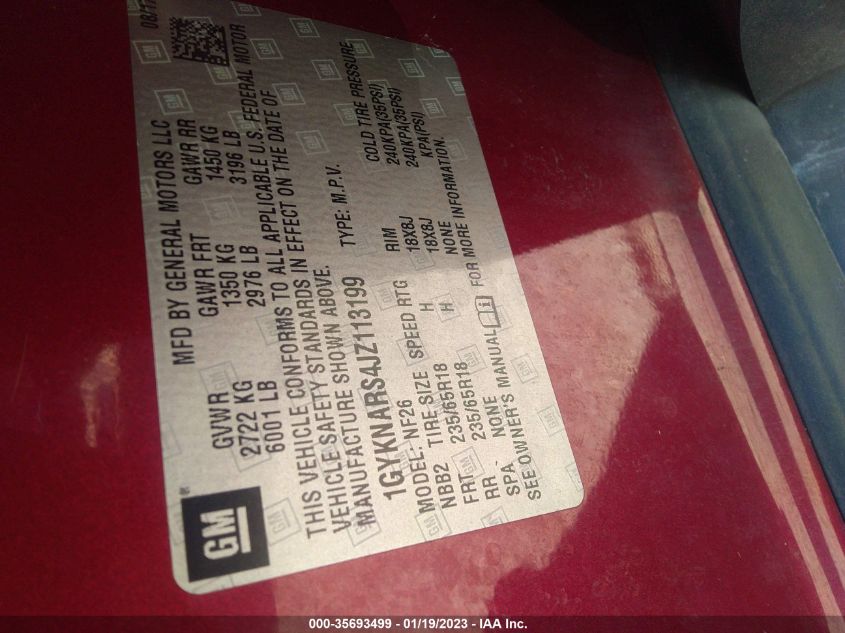 08/17
MFD BY GENERAL MOTORS LLC
GVWR GAWR FRT GAWR RR
2722 KG 1350 KG 1450 KG
6001 LB 2976 LB 3196 LB
THIS VEHICLE CONFORMS TO ALL APPLICABLE U.S. FEDERAL MOTOR
VEHICLE SAFETY STANDARDS IN EFFECT ON THE DATE OF
MANUFACTURE SHOWN ABOVE.
1GYKNARS4JZ113199 TYPE: M.P.V.
MODEL: NF26
NBB2 TIRE SIZE SPEED RTG RIM COLD TIRE PRESSURE
FRT 235/65R18 H 18X8J 240KPA(35PSI)
RR - 235/65R18 H 18X8J 240KPA(35PSI)
SPA NONE NONE KPA(PSI)
SEE OWNER'S MANUAL FOR MORE INFORMATION.
GM ®
000-35693499 - 01/19/2023 - IAA Inc.